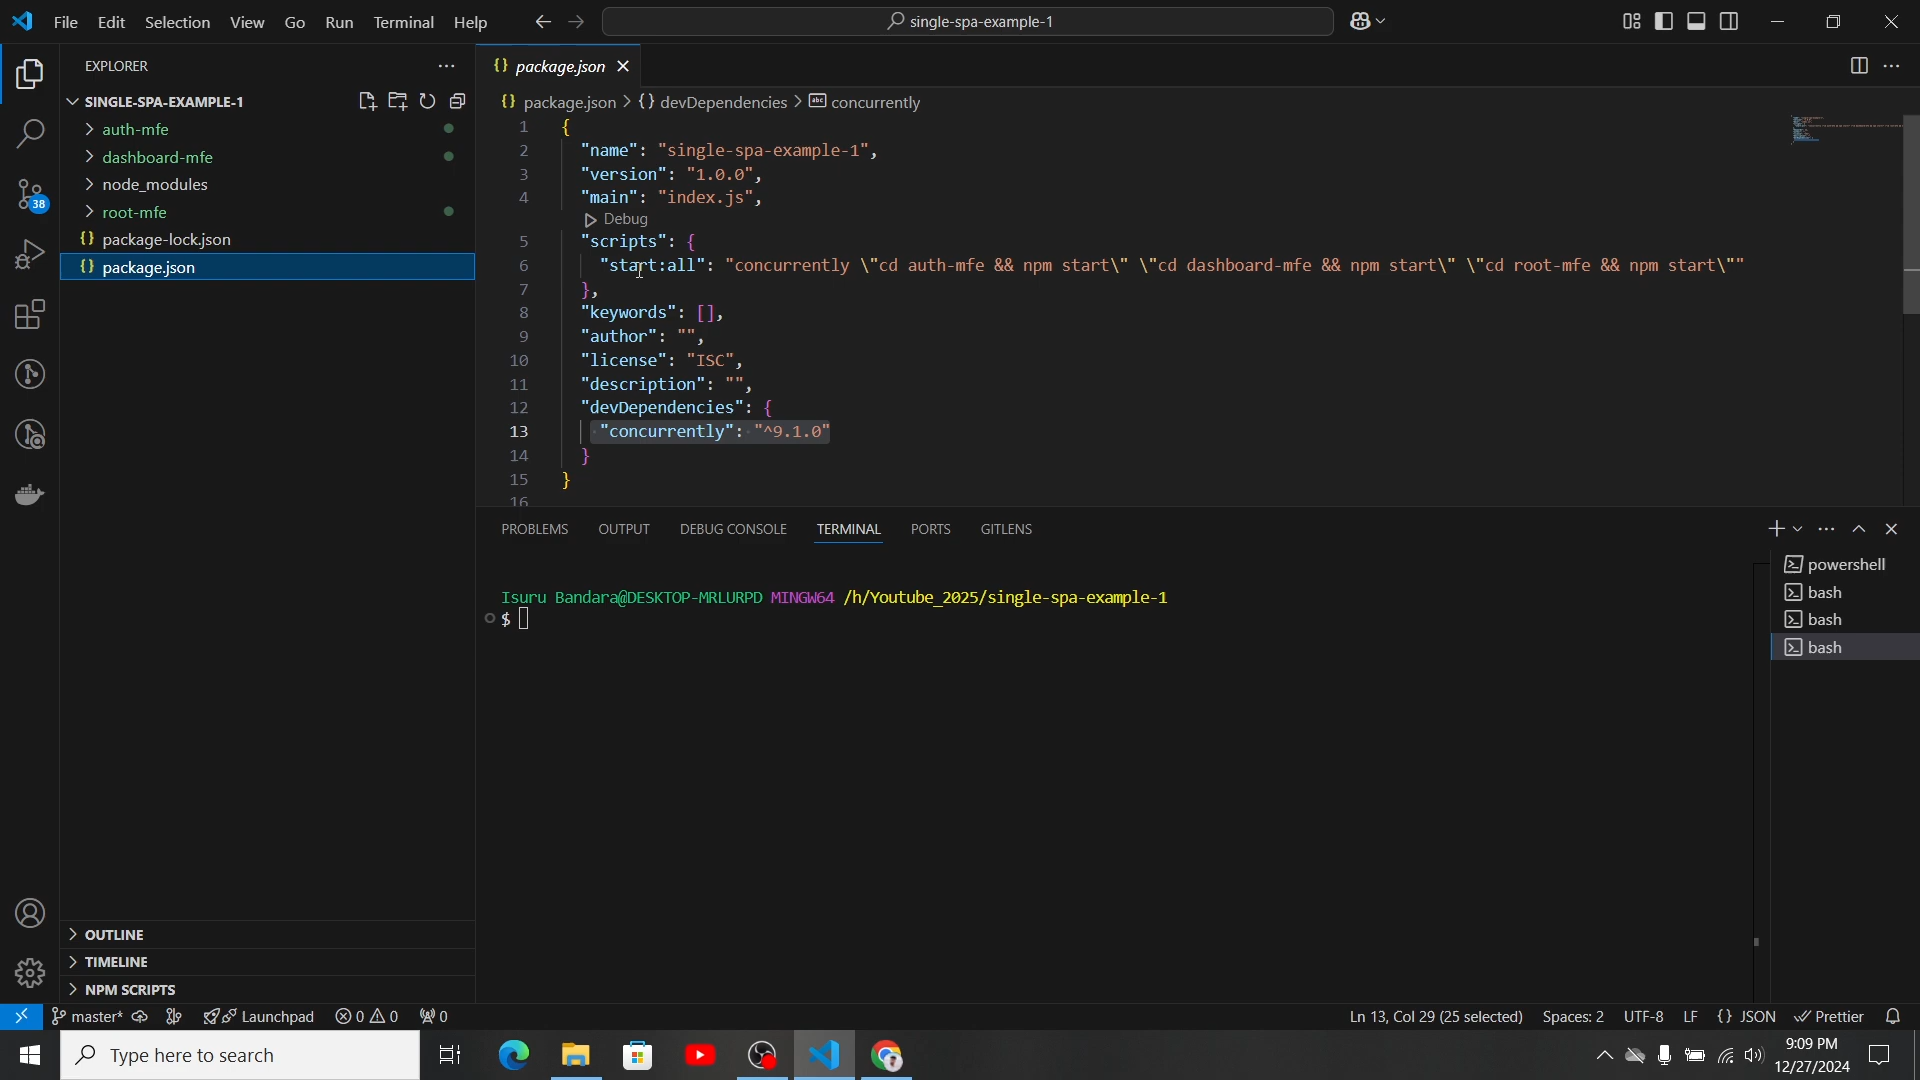 File Edit Selection View Go Run Terminal Help
single-spa-example-1
EXPLORER
SINGLE-SPA-EXAMPLE-1
auth-mfe
dashboard-mfe
node_modules
root-mfe
{} package-lock.json
{} package.json
38
{} package.json
{} package.json > {} devDependencies > abc concurrently
1 {
2 "name": "single-spa-example-1",
3 "version": "1.0.0",
4 "main": "index.js",
Debug
5 "scripts": {
6 "start:all": "concurrently \"cd auth-mfe && npm start\" \"cd dashboard-mfe && npm start\" \"cd root-mfe && npm start\""
7 },
8 "keywords": [],
9 "author": "",
10 "license": "ISC",
11 "description": "",
12 "devDependencies": {
13 "concurrently": "^9.1.0"
14 }
15 }
16
PROBLEMS OUTPUT DEBUG CONSOLE TERMINAL PORTS GITLENS
Isuru Bandara@DESKTOP-MRLURPD MINGW64 /h/Youtube_2025/single-spa-example-1
$
powershell
bash
bash
bash
OUTLINE
TIMELINE
NPM SCRIPTS
master* Launchpad 0 0 0
Ln 13, Col 29 (25 selected) Spaces: 2 UTF-8 LF {} JSON Prettier
Type here to search
9:09 PM
12/27/2024